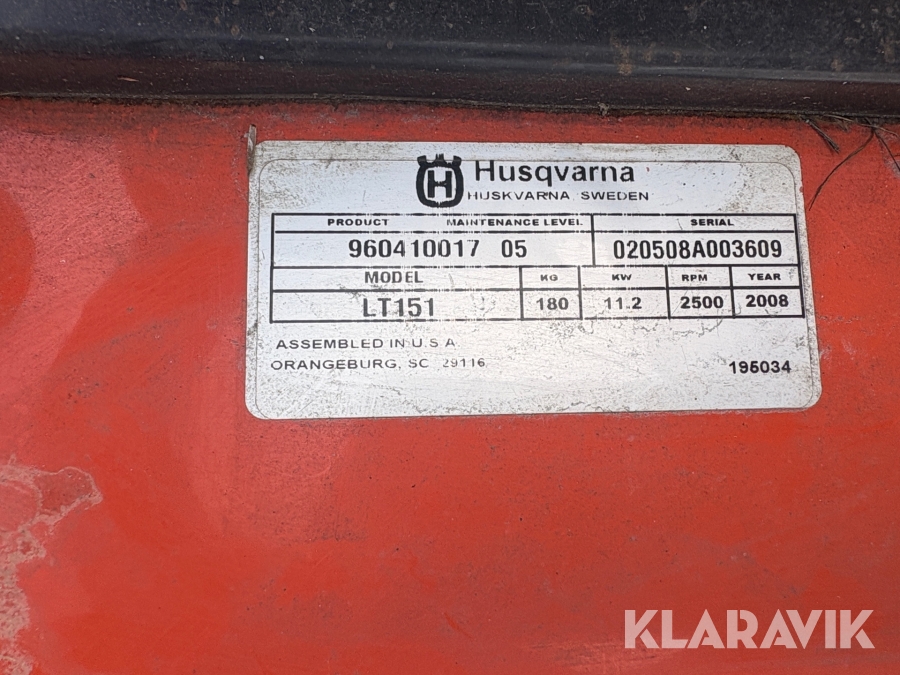 Husqvarna
HUSKVARNA SWEDEN
PRODUCT MAINTENANCE LEVEL SERIAL
960410017 05 020508A003609
MODEL KG KW RPM YEAR
LT151 180 11.2 2500 2008
ASSEMBLED IN U.S.A
ORANGEBURG, SC 29116
195034
KLARAVIK